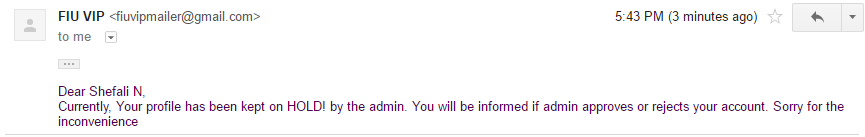 FIU VIP <fiuvipmailer@gmail.com> 5:43 PM (3 minutes ago)
to me
Dear Shefali N,
Currently, Your profile has been kept on HOLD! by the admin. You will be informed if admin approves or rejects your account. Sorry for the
inconvenience